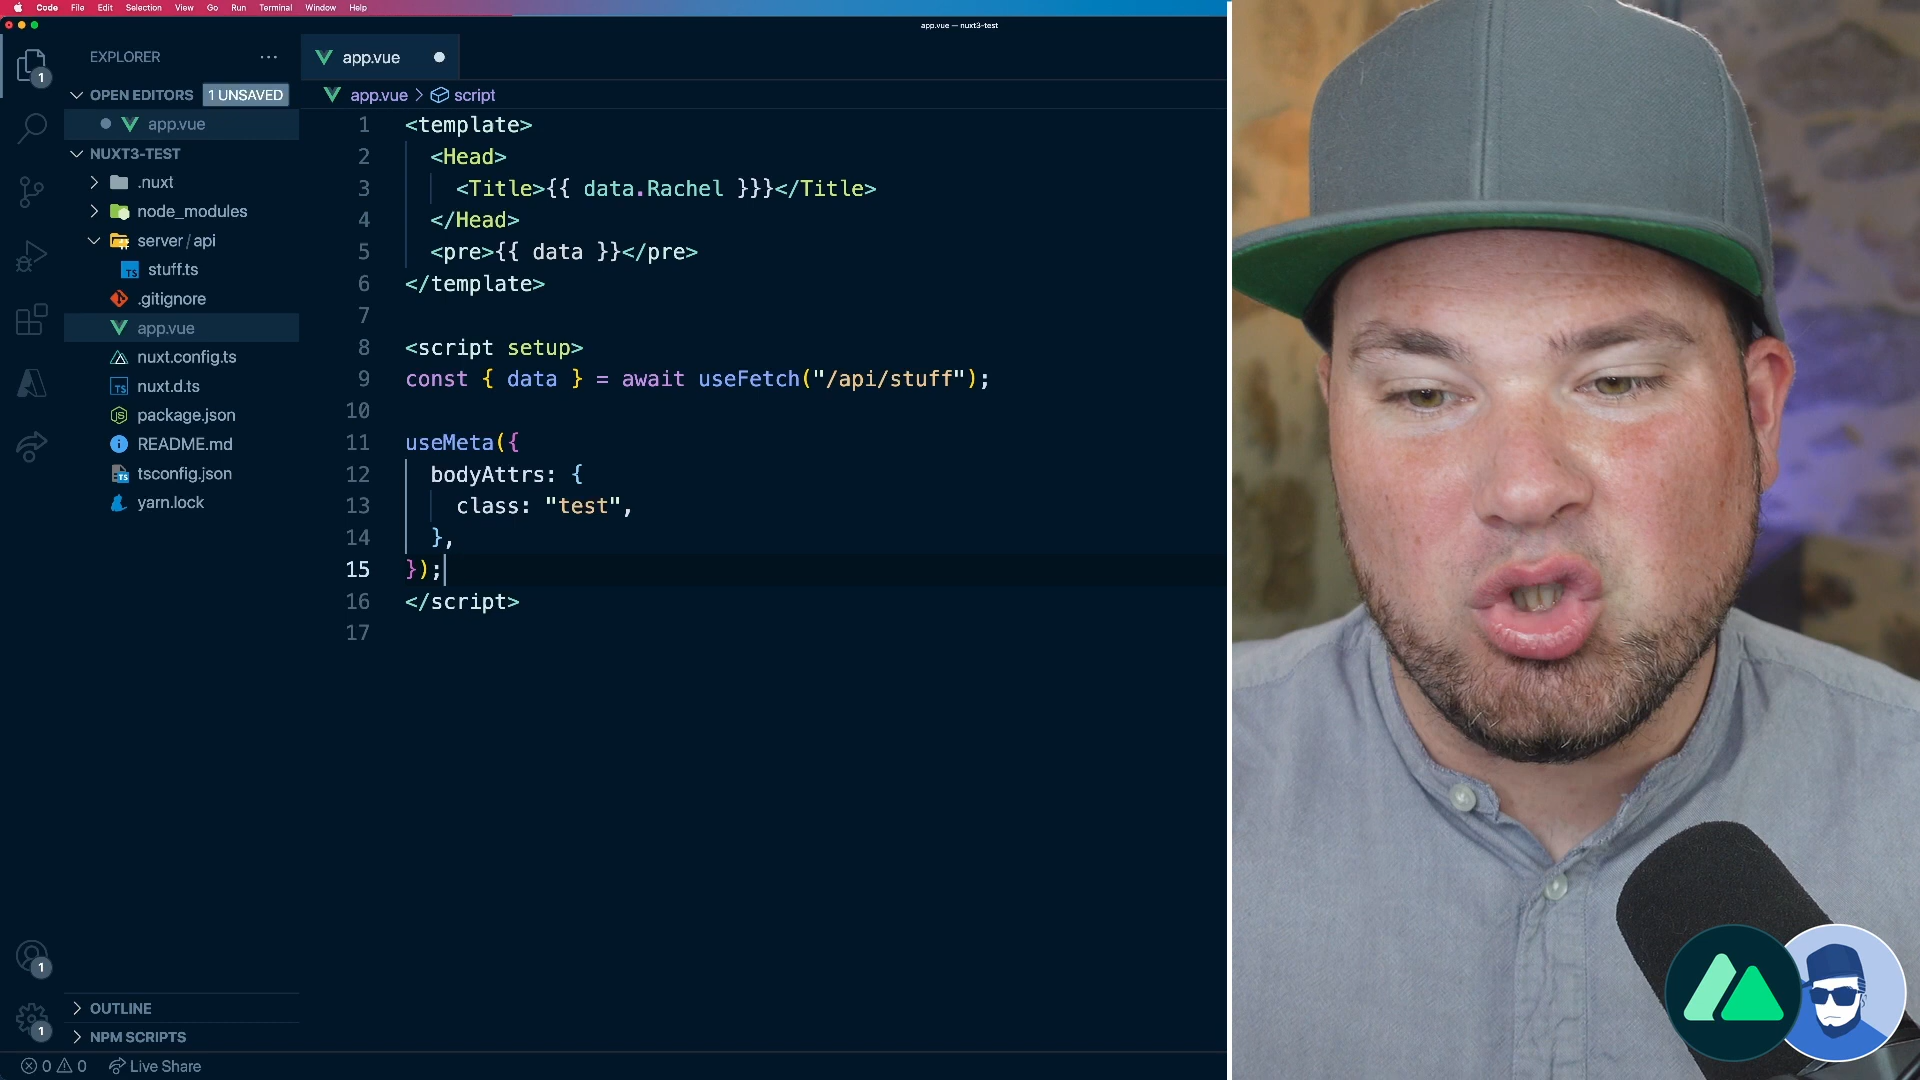 Code File Edit Selection View Go Run Terminal Window Help
app.vue — nuxt3-test
EXPLORER
OPEN EDITORS 1 UNSAVED
app.vue
NUXT3-TEST
.nuxt
node_modules
server/api
stuff.ts
.gitignore
app.vue
nuxt.config.ts
nuxt.d.ts
package.json
README.md
tsconfig.json
yarn.lock
OUTLINE
NPM SCRIPTS
1
1
1
0 0 Live Share
app.vue
app.vue > script
1 <template>
2 <Head>
3 <Title>{{ data.Rachel }}}</Title>
4 </Head>
5 <pre>{{ data }}</pre>
6 </template>
7
8 <script setup>
9 const { data } = await useFetch("/api/stuff");
10
11 useMeta({
12 bodyAttrs: {
13 class: "test",
14 },
15 });
16 </script>
17